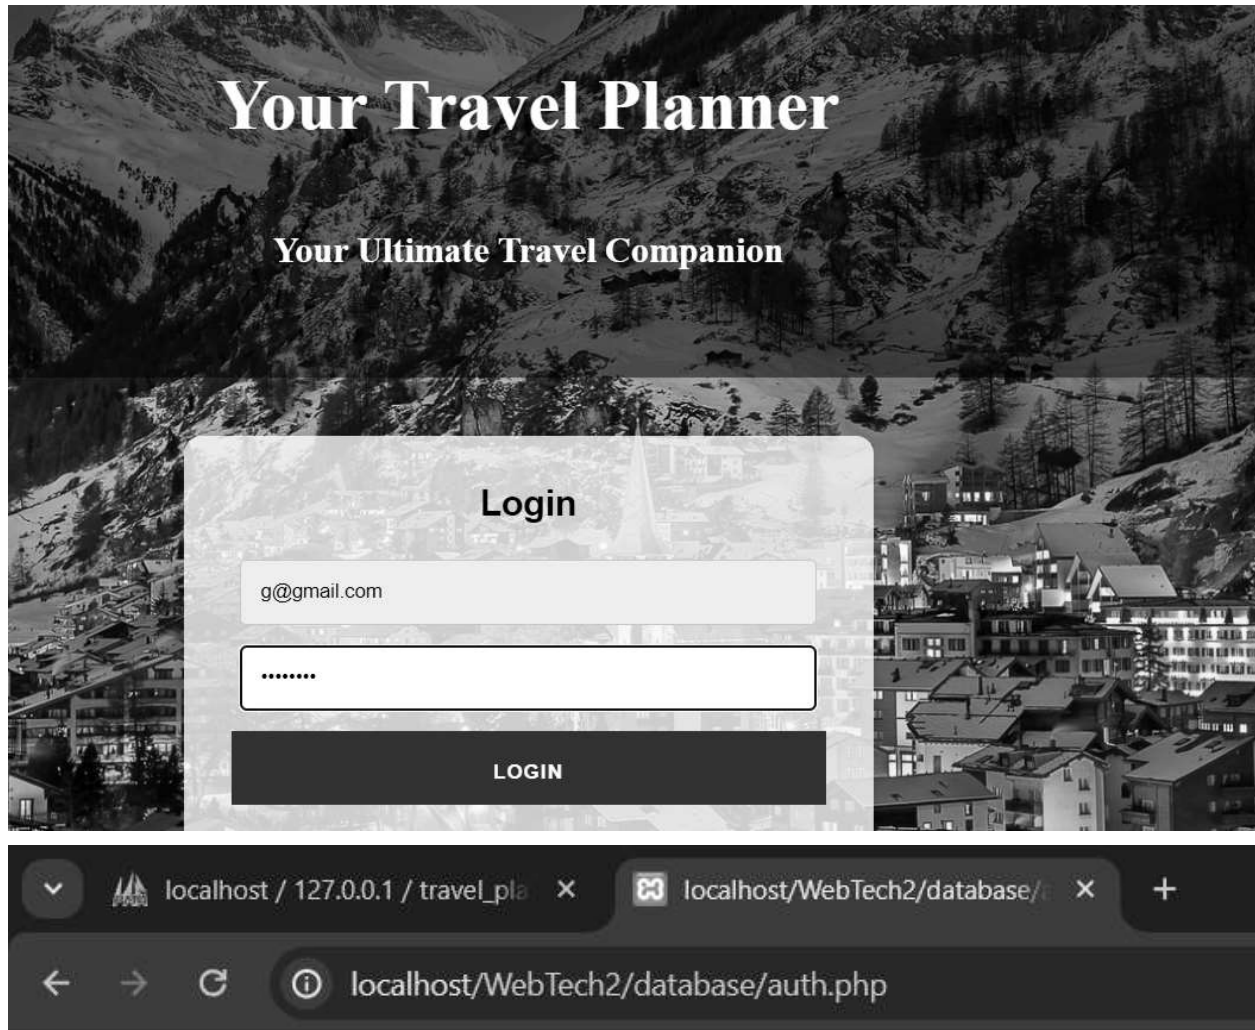 Your Travel Planner
Your Ultimate Travel Companion
Login
g@gmail.com
••••••••
LOGIN
localhost / 127.0.0.1 / travel_pla
localhost/WebTech2/database/a
localhost/WebTech2/database/auth.php